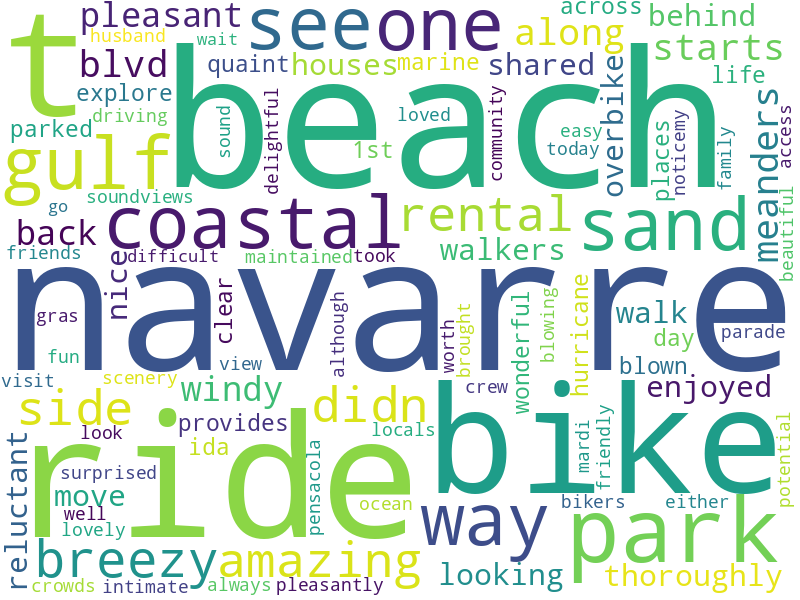 pleasant
husband
wait
see
one
across
behind
along
starts
t
beach
blvd
quaint
houses
marine
shared
life
explore
driving
parked
sound
delightful
loved
1st
community
easy
today
overbike
places
noticemy
family
meanders
access
gulf
soundviews
go
back
coastal
rental
sand
beautiful
friends
difficult
maintained
took
walkers
navarre
nice
gras
clear
fun
view
although
worth
brought
wonderful
blowing
hurricane
walk
day
parade
blown
visit
scenery
windy
side
look
provides
ida
didn
locals
crew
enjoyed
ride
bike
reluctant
surprised
move
well
lovely
pensacola
ocean
mardi
friendly
bikers
either
potential
way
park
breezy
amazing
looking
thoroughly
crowds
intimate
always
pleasantly